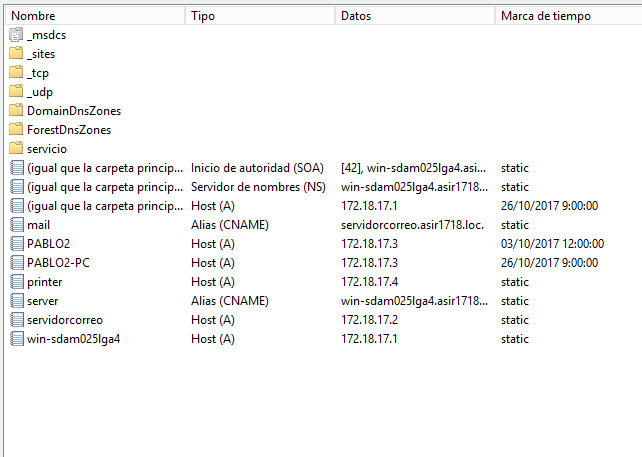 Nombre Tipo Datos Marca de tiempo
_msdcs
_sites
_tcp
_udp
DomainDnsZones
ForestDnsZones
servicio
(igual que la carpeta princip... Inicio de autoridad (SOA) [42], win-sdam025lga4.asi... static
(igual que la carpeta princip... Servidor de nombres (NS) win-sdam025lga4.asir1718... static
(igual que la carpeta princip... Host (A) 172.18.17.1 26/10/2017 9:00:00
mail Alias (CNAME) servidorcorreo.asir1718.loc. static
PABLO2 Host (A) 172.18.17.3 03/10/2017 12:00:00
PABLO2-PC Host (A) 172.18.17.3 26/10/2017 9:00:00
printer Host (A) 172.18.17.4 static
server Alias (CNAME) win-sdam025lga4.asir1718... static
servidorcorreo Host (A) 172.18.17.2 static
win-sdam025lga4 Host (A) 172.18.17.1 static